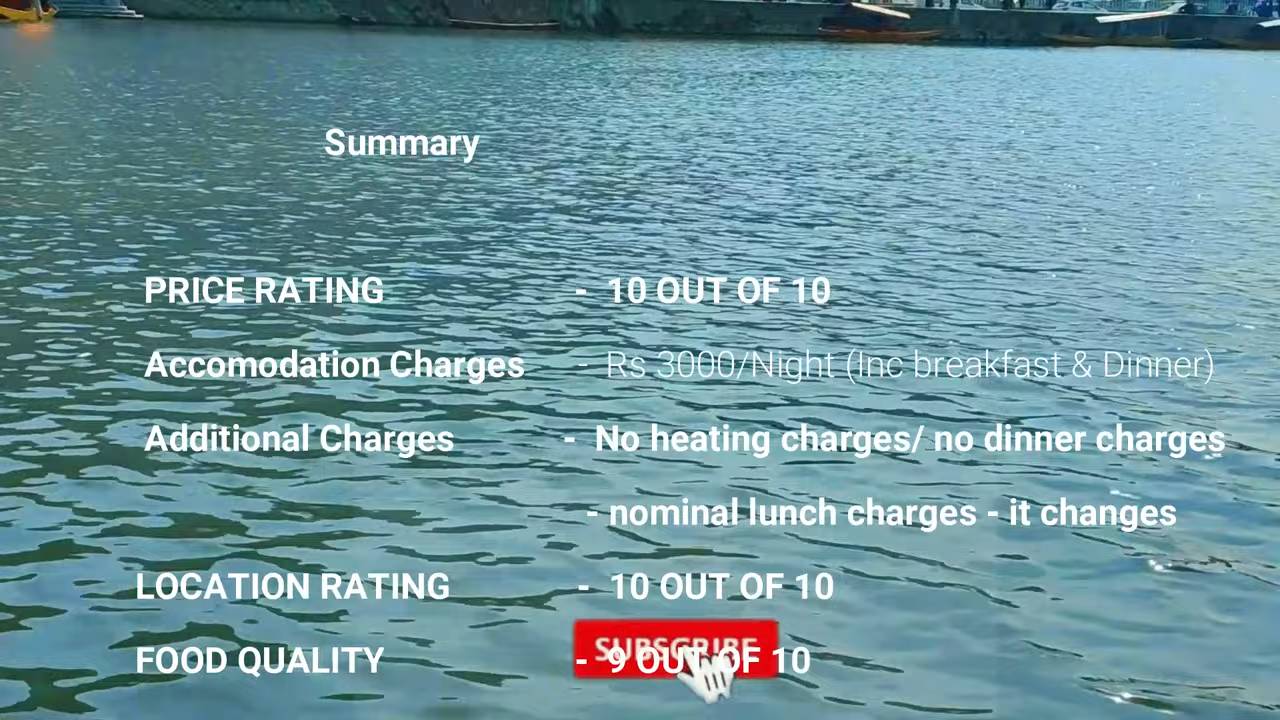 Summary
PRICE RATING - 10 OUT OF 10
Accomodation Charges - Rs 3000/Night (Inc breakfast & Dinner)
Additional Charges - No heating charges/ no dinner charges
- nominal lunch charges - it changes
LOCATION RATING - 10 OUT OF 10
SUBSCRIBE
FOOD QUALITY - 9 OUT OF 10